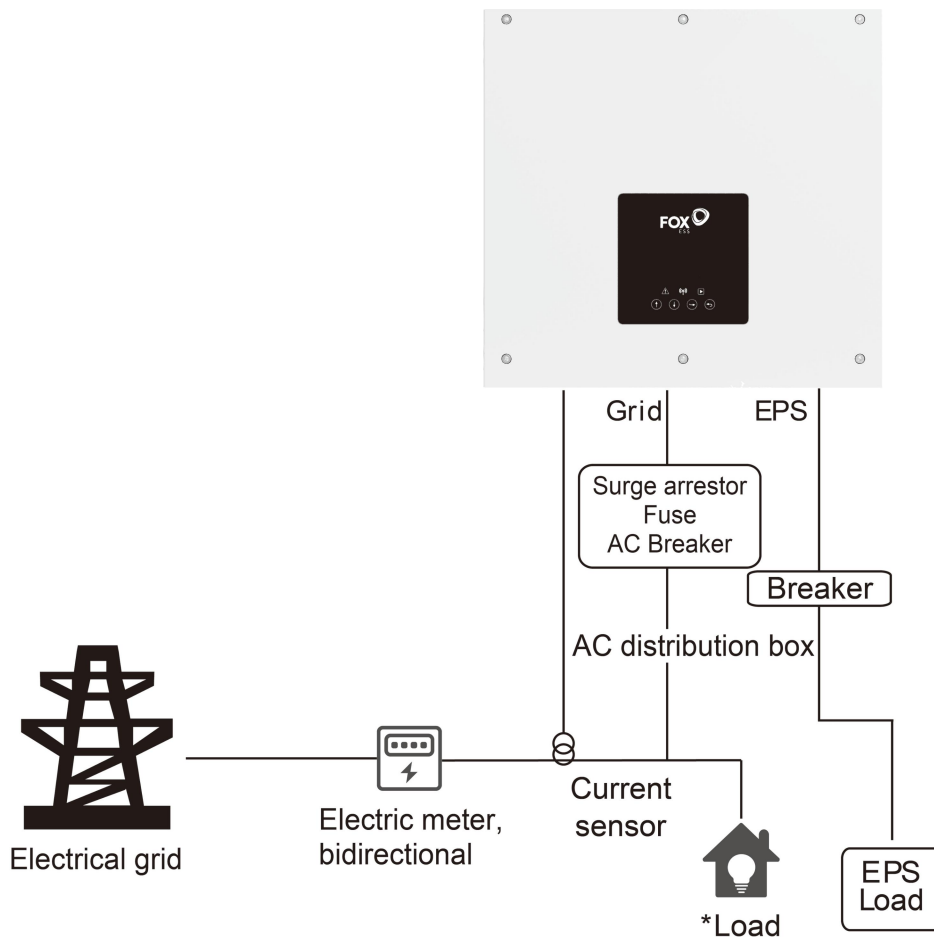 FOX
ESS
Grid
EPS
Surge arrestor
Fuse
AC Breaker
Breaker
AC distribution box
Current
sensor
Electric meter,
bidirectional
Electrical grid
*Load
EPS
Load